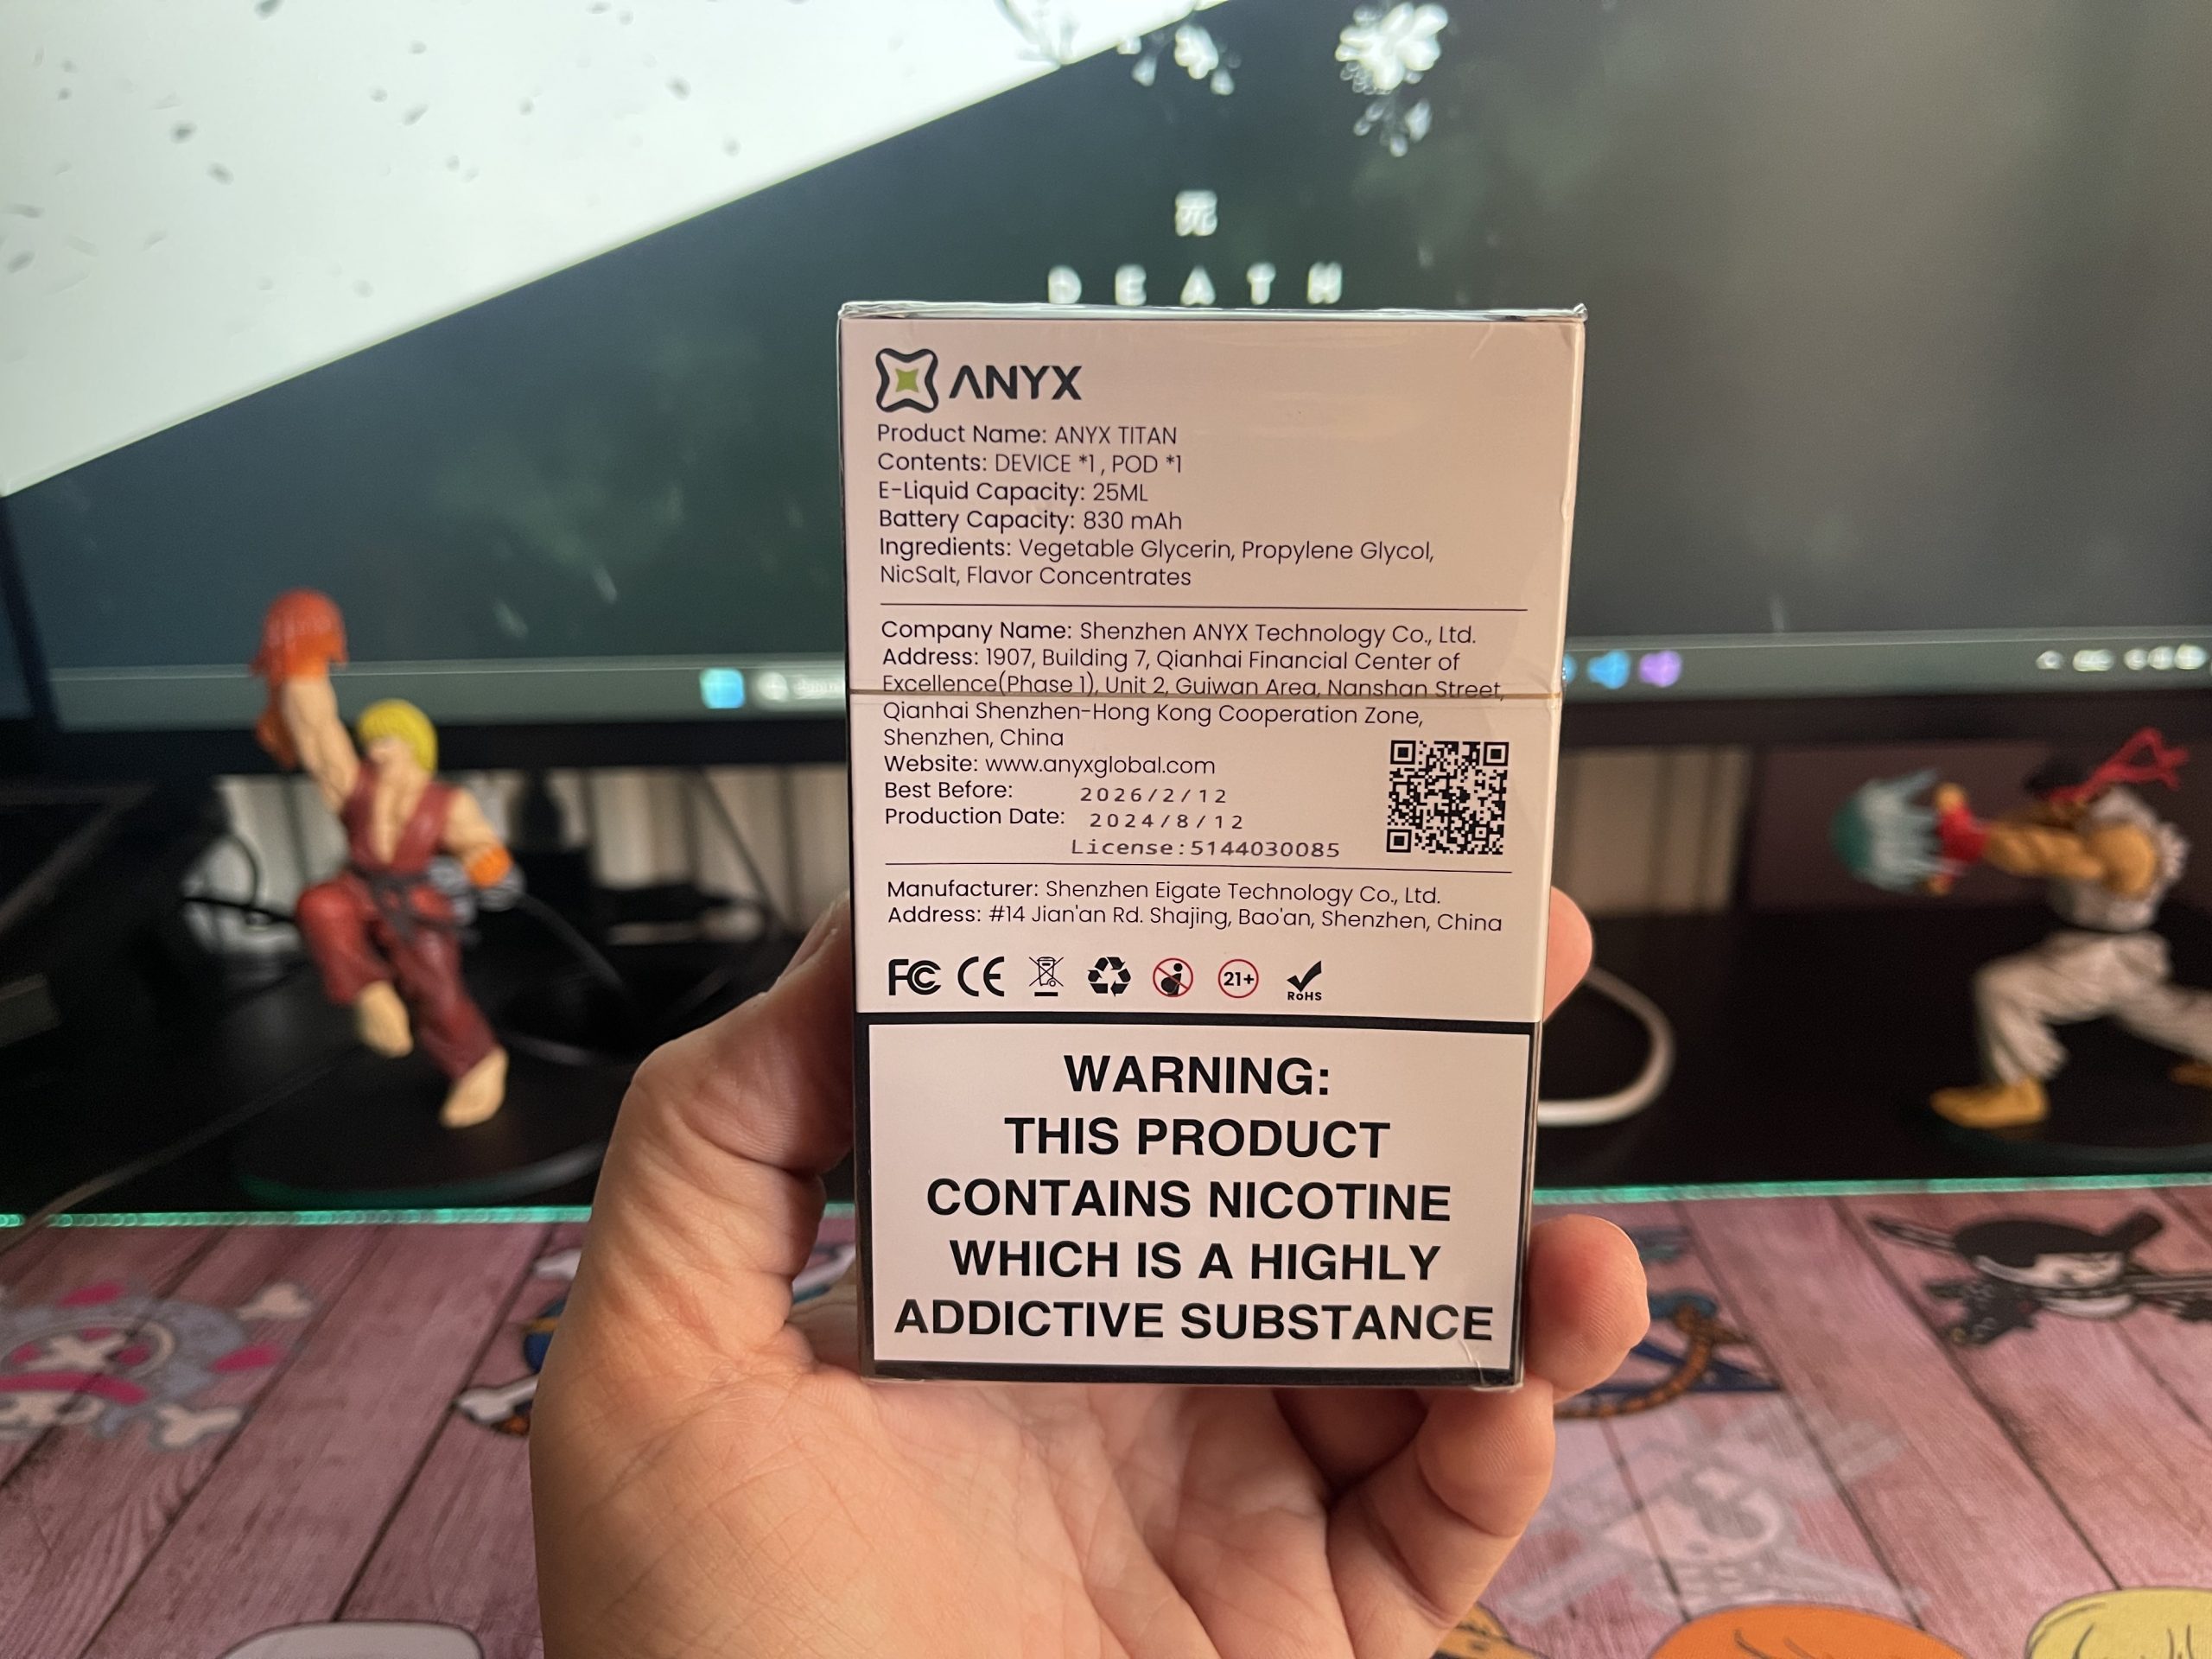 死
DEATH
ANYX
Product Name: ANYX TITAN
Contents: DEVICE *1 , POD *1
E-Liquid Capacity: 25ML
Battery Capacity: 830 mAh
Ingredients: Vegetable Glycerin, Propylene Glycol,
NicSalt, Flavor Concentrates
Company Name: Shenzhen ANYX Technology Co., Ltd.
Address: 1907, Building 7, Qianhai Financial Center of
Excellence(Phase 1), Unit 2, Guiwan Area, Nanshan Street,
Qianhai Shenzhen-Hong Kong Cooperation Zone,
Shenzhen, China
Website: www.anyxglobal.com
Best Before: 2026/2/12
Production Date: 2024/8/12
License:5144030085
Manufacturer: Shenzhen Eigate Technology Co., Ltd.
Address: #14 Jian'an Rd. Shajing, Bao'an, Shenzhen, China
FC CE 21+ RoHS
WARNING:
THIS PRODUCT
CONTAINS NICOTINE
WHICH IS A HIGHLY
ADDICTIVE SUBSTANCE